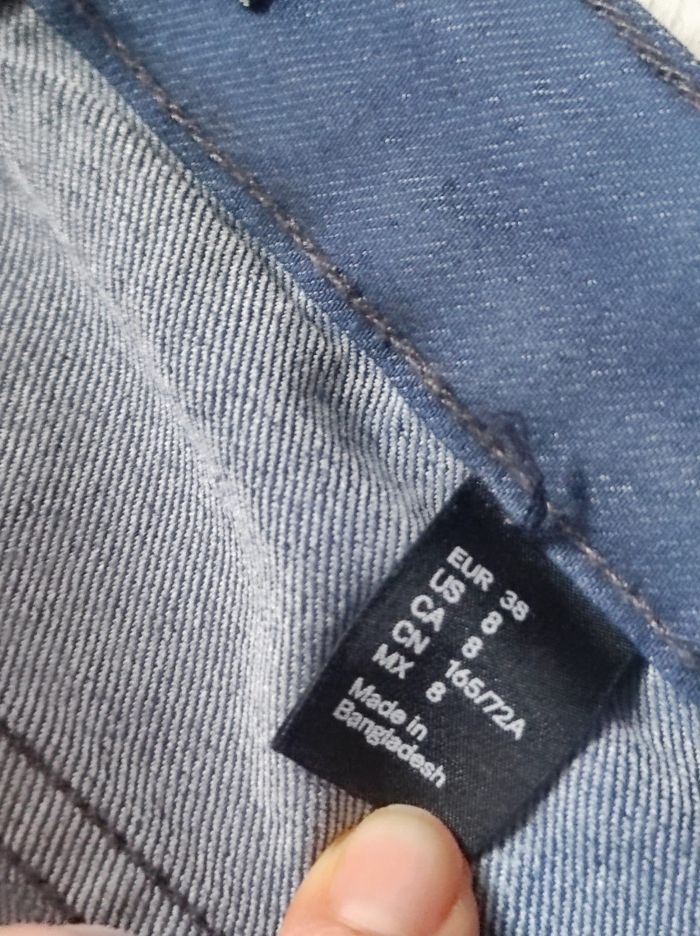 EUR 38
US 8
CA 8
CN 165/72A
MX 8
Made in
Bangladesh